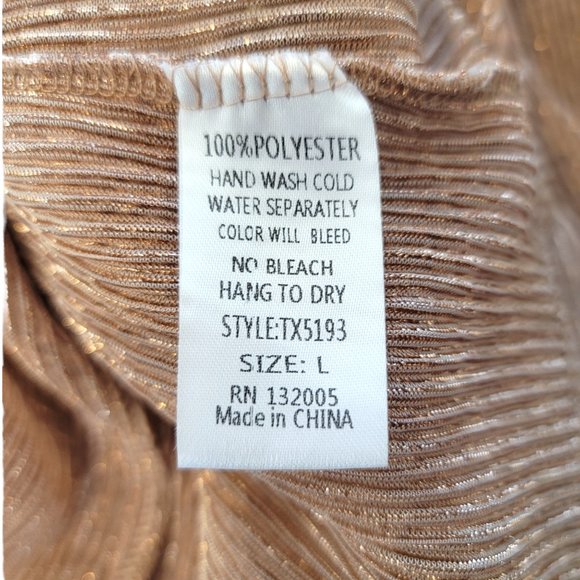 100%POLYESTER
HAND WASH COLD
WATER SEPARATELY
COLOR WILL BLEED
NO BLEACH
HANG TO DRY
STYLE:TX5193
SIZE: L
RN 132005
Made in CHINA